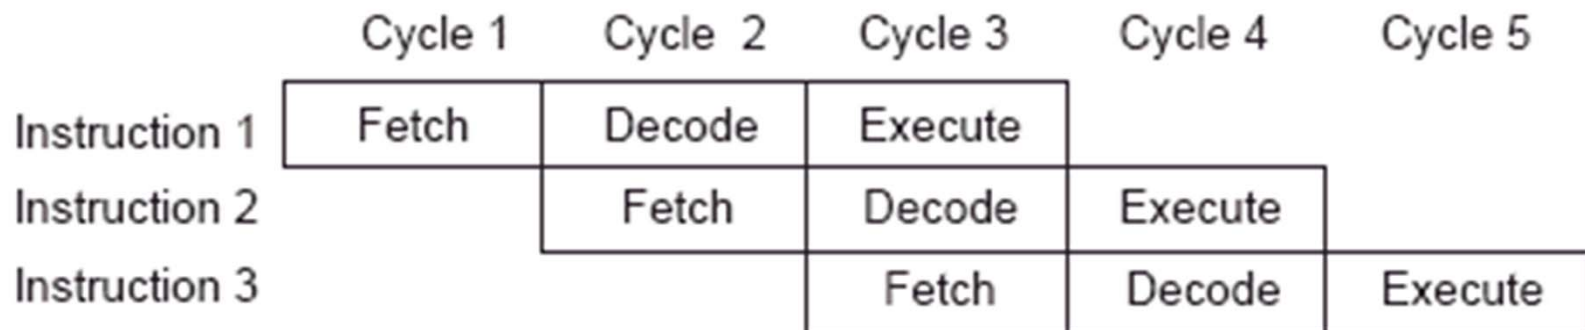 Cycle 1 Cycle 2 Cycle 3 Cycle 4 Cycle 5
Instruction 1 Fetch Decode Execute
Instruction 2 Fetch Decode Execute
Instruction 3 Fetch Decode Execute